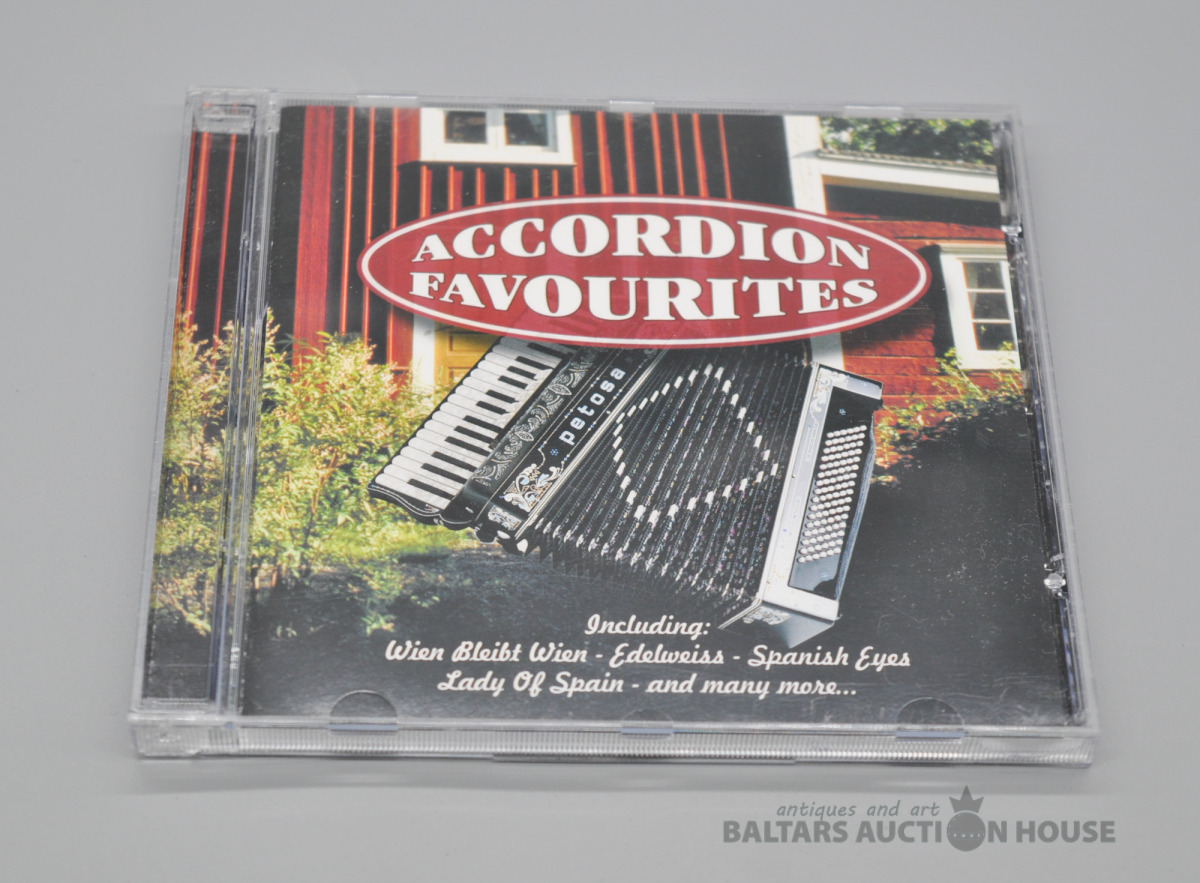 ACCORDION
FAVOURITES
petosa
Including:
Wien Bleibt Wien - Edelweiss - Spanish Eyes
Lady Of Spain - and many more...
antiques and art
BALTARS AUCTION HOUSE